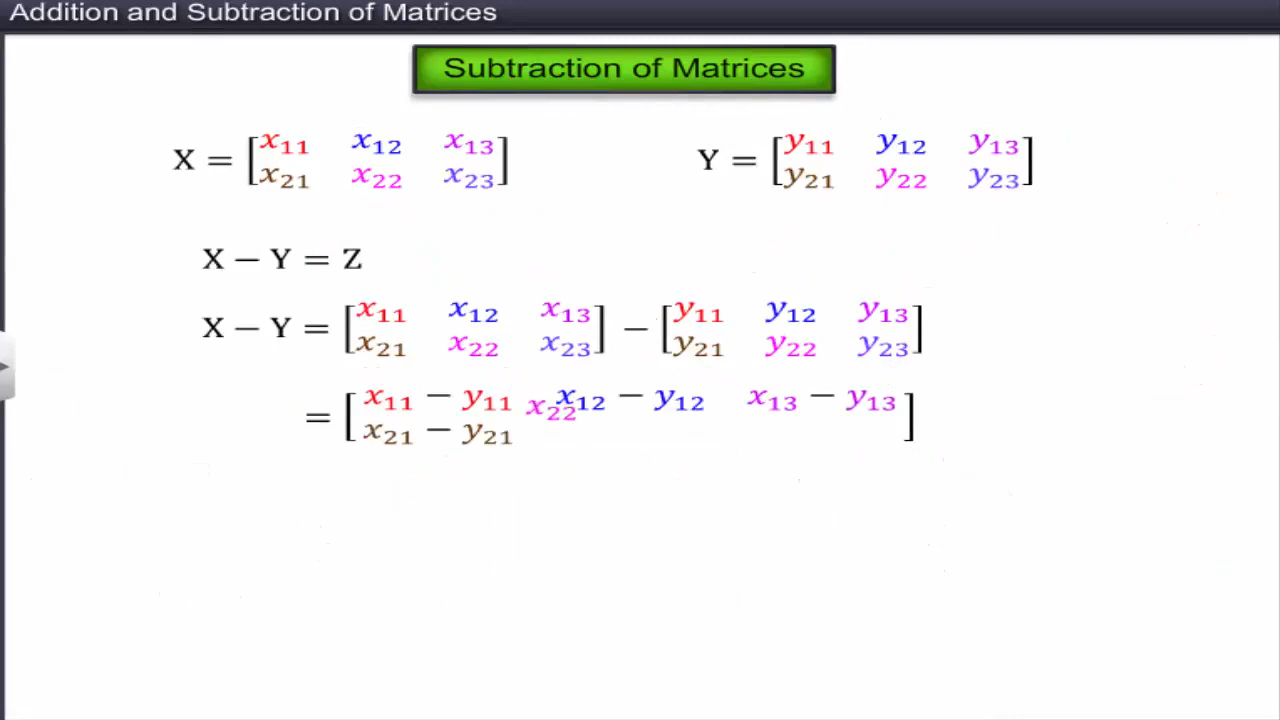 Addition and Subtraction of Matrices
Subtraction of Matrices
X = [x₁₁ x₁₂ x₁₃ Y = [y₁₁ y₁₂ y₁₃
x₂₁ x₂₂ x₂₃] y₂₁ y₂₂ y₂₃]
X − Y = Z
X − Y = [x₁₁ x₁₂ x₁₃ − [y₁₁ y₁₂ y₁₃
x₂₁ x₂₂ x₂₃] y₂₁ y₂₂ y₂₃]
= [x₁₁ − y₁₁ x₁₂ − y₁₂ x₁₃ − y₁₃
x₂₁ − y₂₁ x₂₂ ]